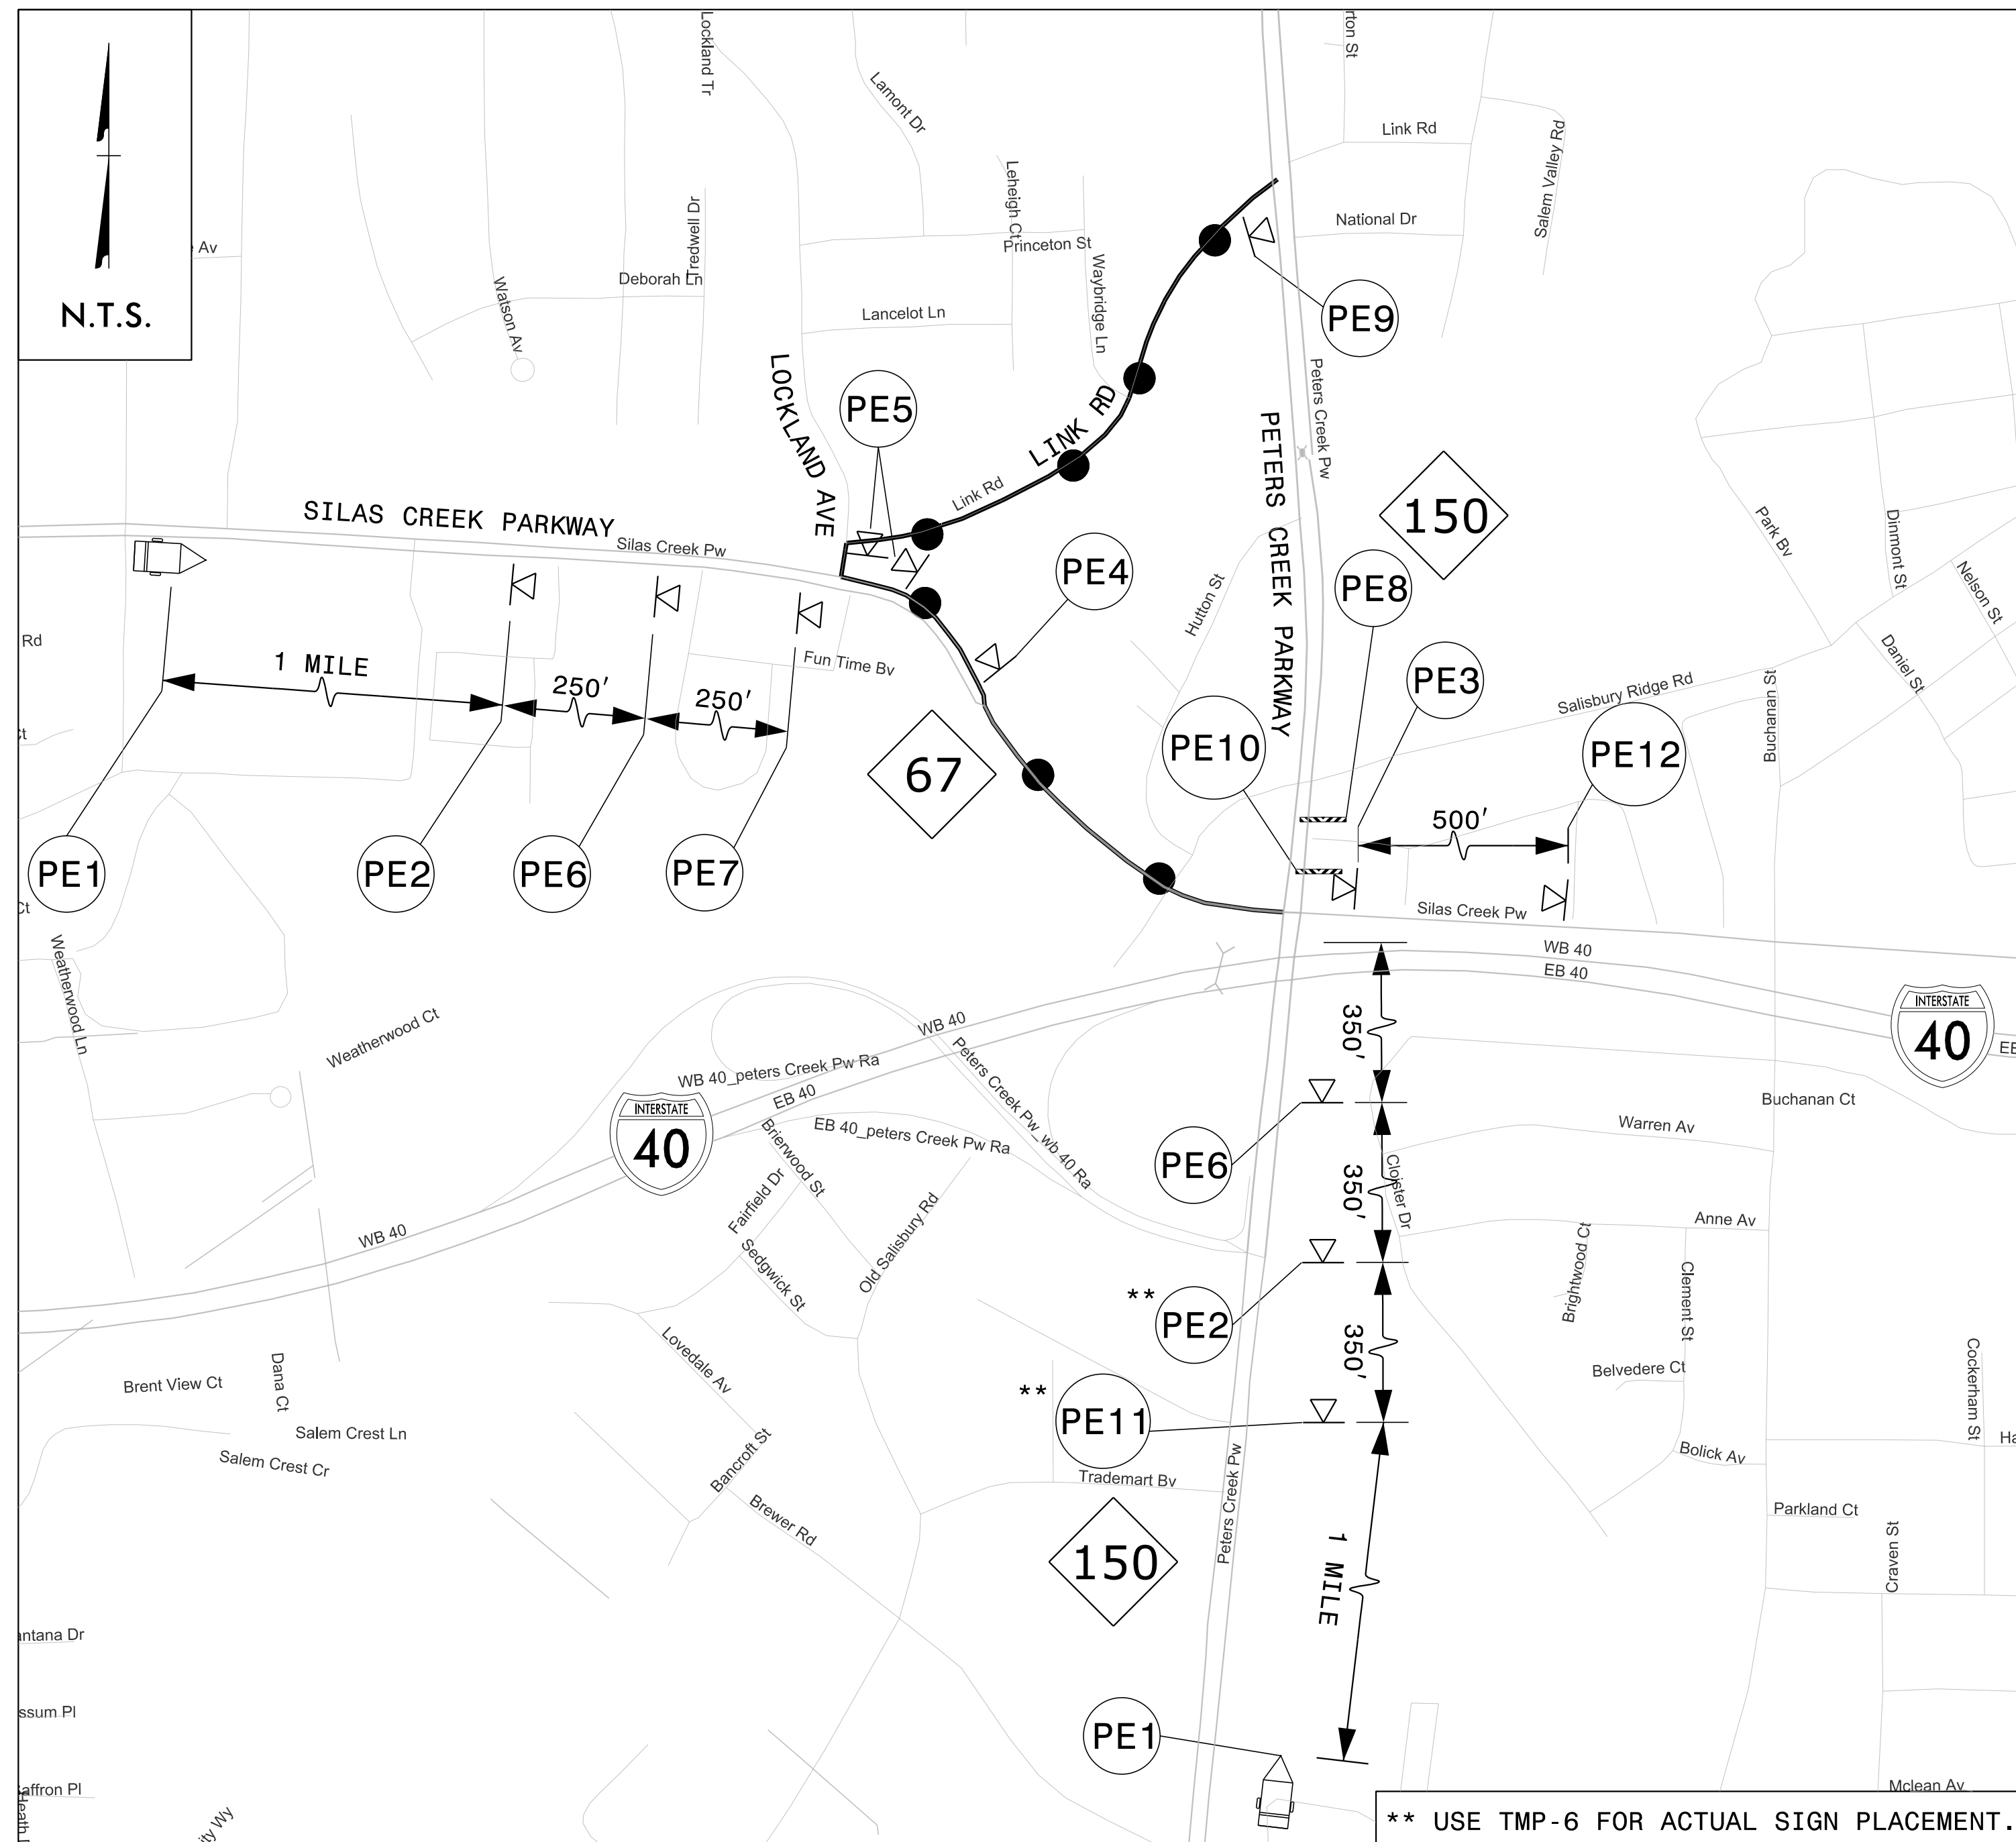 N.T.S.
Lockland Tr
Lamont Dr
rton St
Link Rd
Salem Valley Rd
Av
Tredwell Dr
Leheigh Ct
Princeton St
National Dr
Deborah Ln
Watson Av
Waybridge Ln
Lancelot Ln
PE9
LOCKLAND AVE
PE5
LINK RD
Peters Creek Pw
PETERS CREEK PARKWAY
150
Link Rd
SILAS CREEK PARKWAY
Silas Creek Pw
PE4
PE8
Hutton St
Park Bv
Dinmont St
Nelson St
Rd
1 MILE
250'
250'
Fun Time Bv
PE3
Salisbury Ridge Rd
Daniel St
Buchanan St
PE10
PE12
67
500'
PE1
PE2
PE6
PE7
Ct
Ct
Silas Creek Pw
WB 40
EB 40
Weatherwood Ln
Weatherwood Ct
WB 40
Peters Creek Pw_wb 40 Ra
350'
INTERSTATE
40
EB
WB 40_peters Creek Pw Ra
EB 40
INTERSTATE
40
EB 40_peters Creek Pw Ra
Buchanan Ct
Warren Av
Brierwood St
Fairfield Dr
PE6
350'
Cloister Dr
Old Salisbury Rd
Anne Av
WB 40
Sedgwick St
Brightwood Ct
Clement St
**
PE2
350'
Lovedale Av
Brent View Ct
Dana Ct
Belvedere Ct
Cockerham St
**
PE11
Salem Crest Ln
Salem Crest Cr
Bancroft St
Bolick Av
Ha
Trademart Bv
Peters Creek Pw
Brewer Rd
Parkland Ct
Craven St
150
1 MILE
antana Dr
ssum Pl
PE1
affron Pl
Heath
Mclean Av
ity Wy
** USE TMP-6 FOR ACTUAL SIGN PLACEMENT.